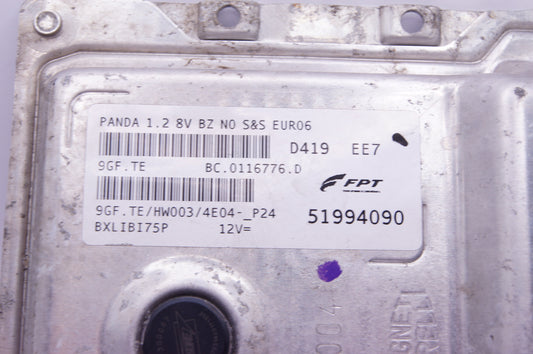 PANDA 1.2 8V BZ NO S&S EURO6
D419 EE7
9GF.TE BC.0116776.D
FPT
9GF.TE/HW003/4E04-_P24 51994090
BXLIBI75P 12V=
004